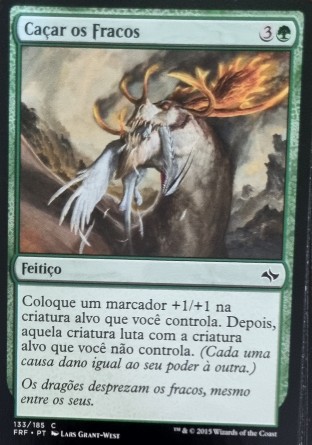 Caçar os Fracos 3
Feitiço
Coloque um marcador +1/+1 na
criatura alvo que você controla. Depois,
aquela criatura luta com a criatura
alvo que você não controla. (Cada uma
causa dano igual ao seu poder à outra.)
Os dragões desprezam os fracos, mesmo
entre os seus.
133/185 C
FRF • PT Lars Grant-West
™ & © 2015 Wizards of the Coast